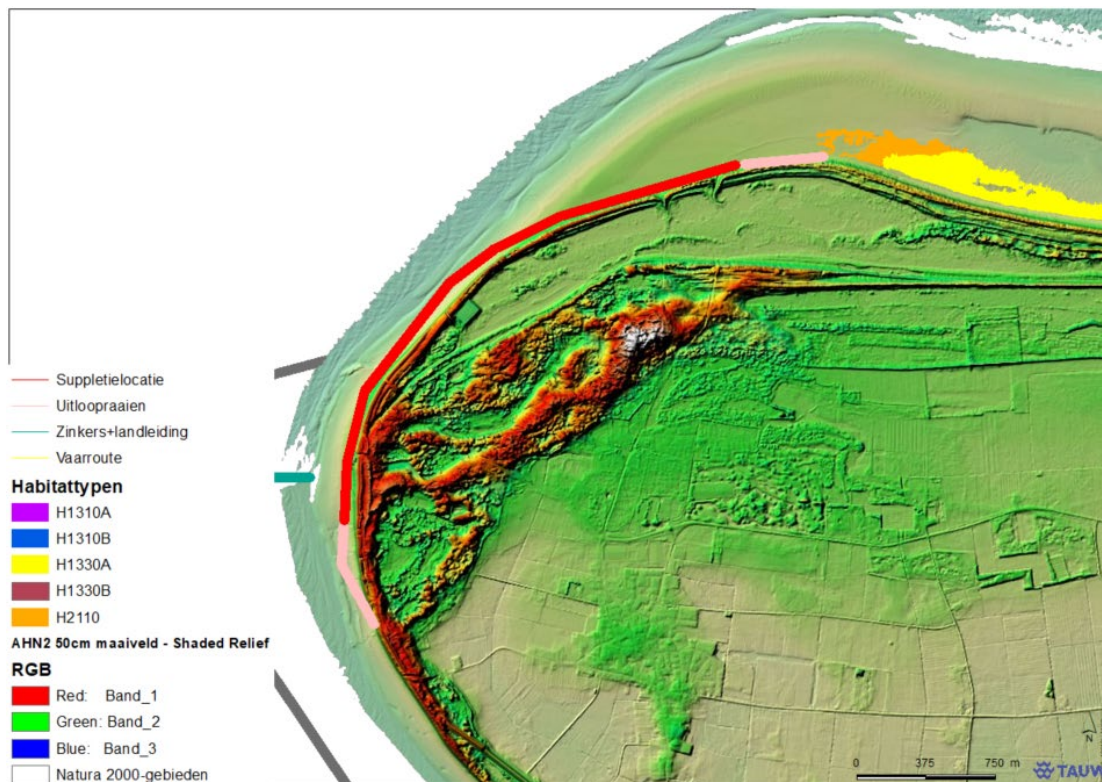 Suppletielocatie
Uitloopraaien
Zinkers+landleiding
Vaarroute
Habitattypen
H1310A
H1310B
H1330A
H1330B
H2110
AHN2 50cm maaiveld - Shaded Relief
RGB
Red: Band_1
Green: Band_2
Blue: Band_3
Natura 2000-gebieden
N
0 375 750 m
TAUW